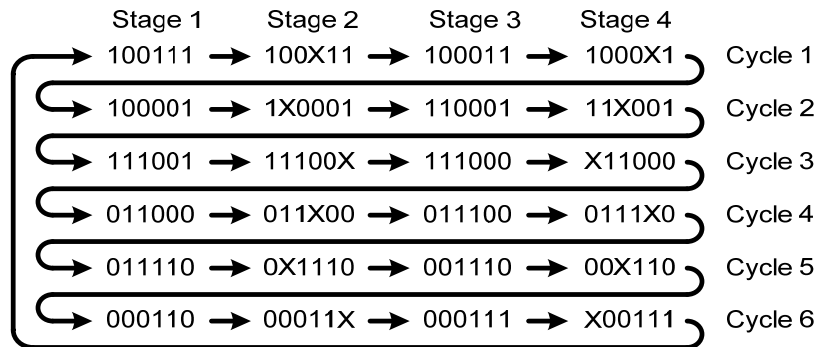 Stage 1 Stage 2 Stage 3 Stage 4
100111 100X11 100011 1000X1 Cycle 1
100001 1X0001 110001 11X001 Cycle 2
111001 11100X 111000 X11000 Cycle 3
011000 011X00 011100 0111X0 Cycle 4
011110 0X1110 001110 00X110 Cycle 5
000110 00011X 000111 X00111 Cycle 6